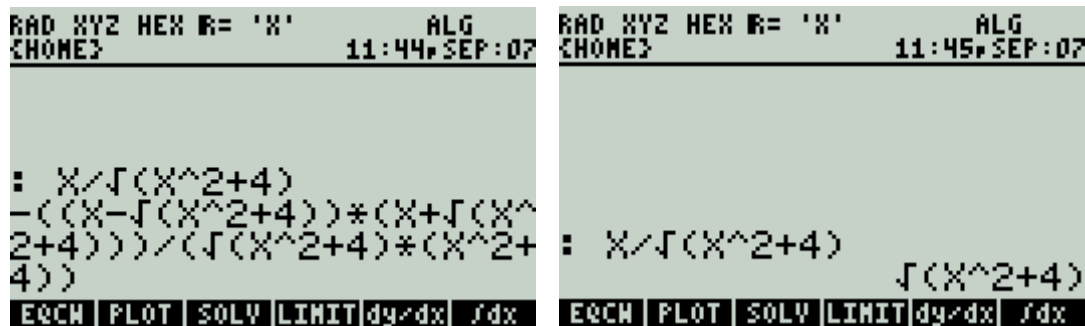 RAD XYZ HEX R= 'X' ALG
{HOME} 11:44, SEP:07
: X/√(X^2+4)
-((X-√(X^2+4))*(X+√(X^
2+4)))/(√(X^2+4)*(X^2+
4))
EQCW PLOT SOLV LIMIT dy/dx ∫dx
RAD XYZ HEX R= 'X' ALG
{HOME} 11:45, SEP:07
: X/√(X^2+4)
√(X^2+4)
EQCW PLOT SOLV LIMIT dy/dx ∫dx